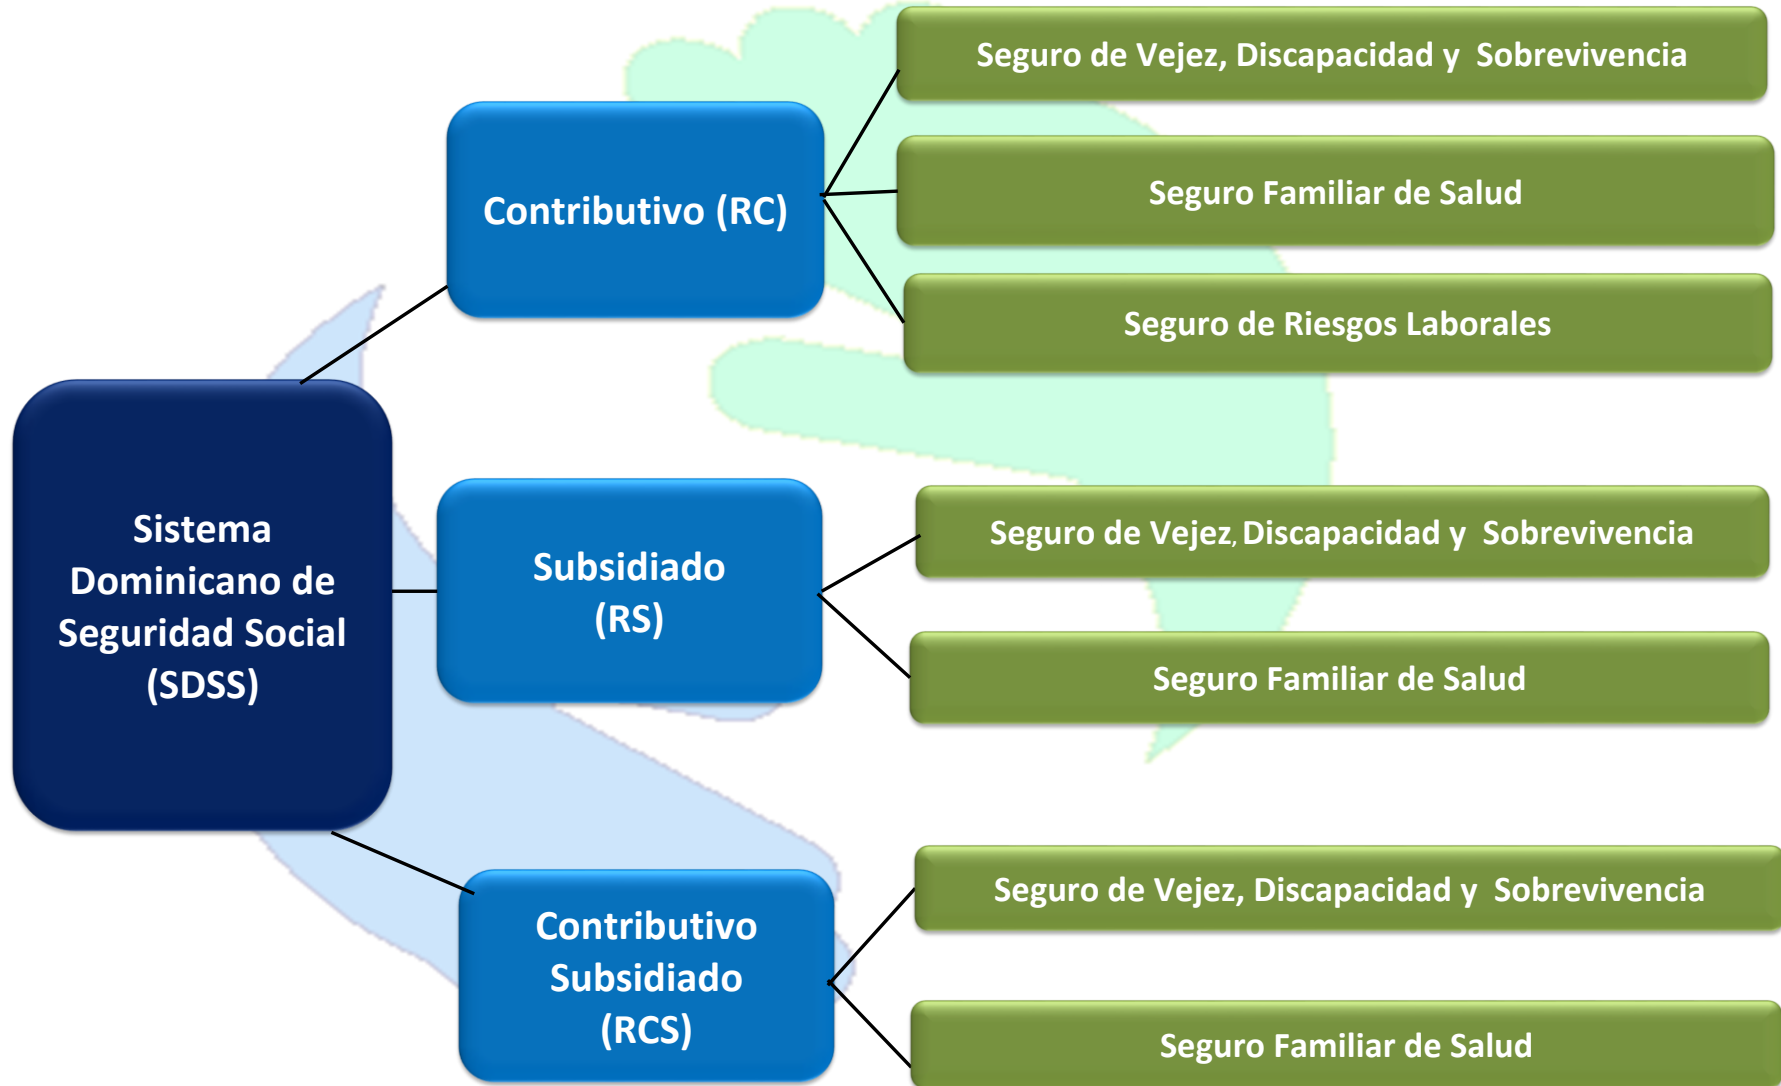 Sistema
Dominicano de
Seguridad Social
(SDSS)
Contributivo (RC)
Seguro de Vejez, Discapacidad y Sobrevivencia
Seguro Familiar de Salud
Seguro de Riesgos Laborales
Subsidiado
(RS)
Seguro de Vejez, Discapacidad y Sobrevivencia
Seguro Familiar de Salud
Contributivo
Subsidiado
(RCS)
Seguro de Vejez, Discapacidad y Sobrevivencia
Seguro Familiar de Salud